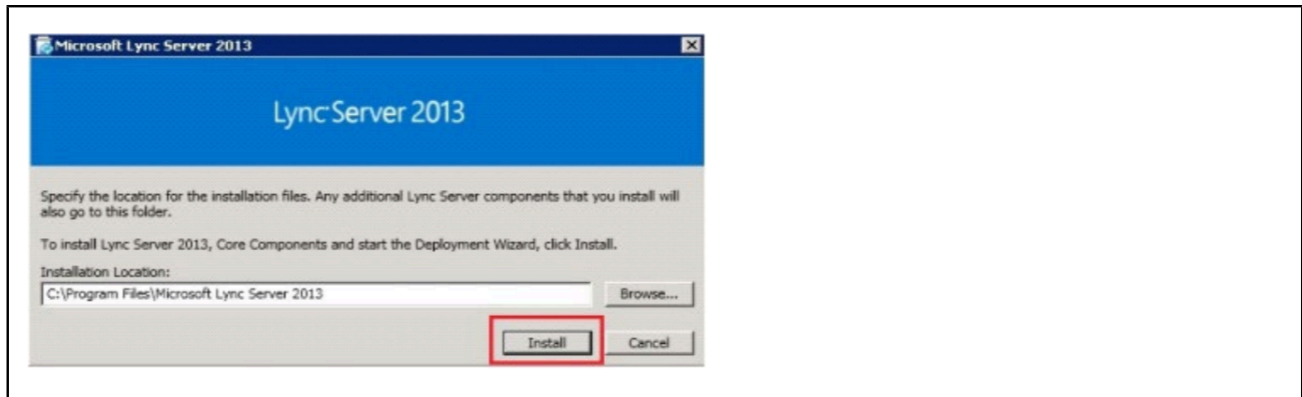 Microsoft Lync Server 2013
Lync Server 2013
Specify the location for the installation files. Any additional Lync Server components that you install will
also go to this folder.
To install Lync Server 2013, Core Components and start the Deployment Wizard, click Install.
Installation Location:
C:\Program Files\Microsoft Lync Server 2013 Browse...
Install Cancel